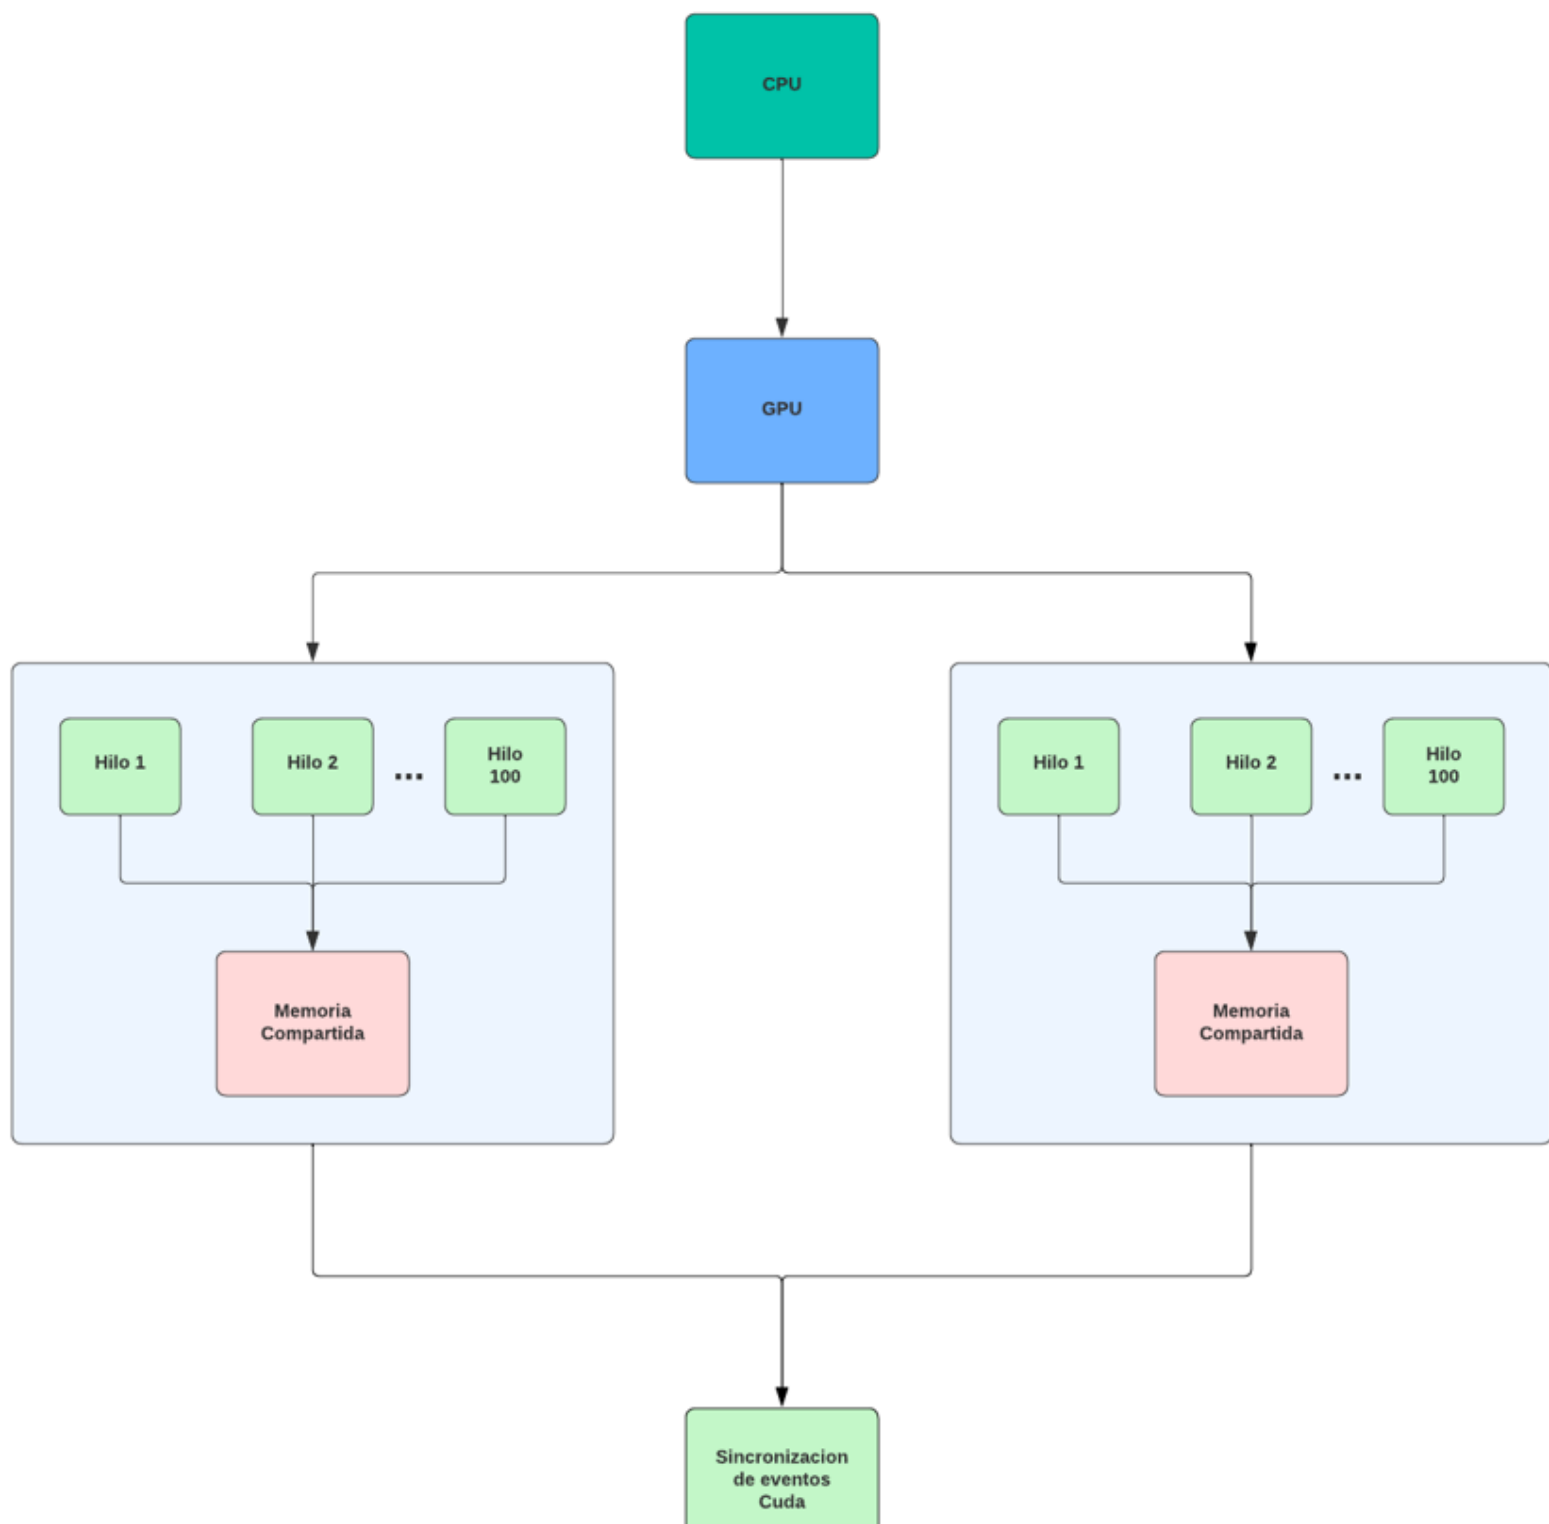 CPU
GPU
Hilo 1
Hilo 2
...
Hilo
100
Hilo 1
Hilo 2
...
Hilo
100
Memoria
Compartida
Memoria
Compartida
Sincronizacion
de eventos
Cuda